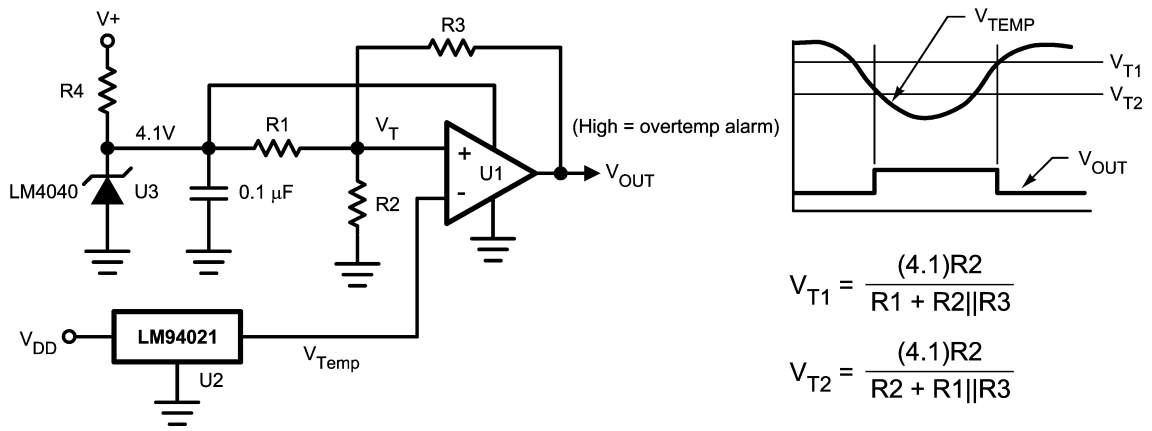 V+
R4
4.1V
LM4040
U3
0.1 μF
R1
R3
V_T
R2
+
-
U1
(High = overtemp alarm)
V_OUT
V_DD
LM94021
U2
V_Temp
V_TEMP
V_T1
V_T2
V_OUT
V_T1 = (4.1)R2 / R1 + R2||R3
V_T2 = (4.1)R2 / R2 + R1||R3